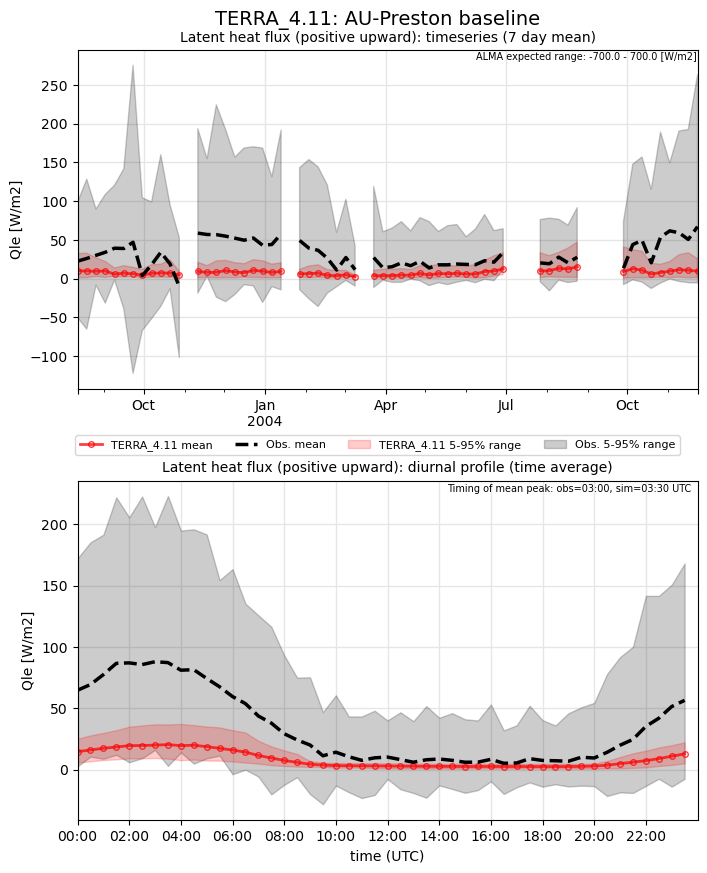 TERRA_4.11: AU-Preston baseline
Latent heat flux (positive upward): timeseries (7 day mean)
ALMA expected range: -700.0 - 700.0 [W/m2]
250
200
150
100
50
0
−50
−100
Qle [W/m2]
Oct Jan Apr Jul Oct
2004
TERRA_4.11 mean Obs. mean TERRA_4.11 5-95% range Obs. 5-95% range
Latent heat flux (positive upward): diurnal profile (time average)
Timing of mean peak: obs=03:00, sim=03:30 UTC
200
150
100
50
0
Qle [W/m2]
00:00 02:00 04:00 06:00 08:00 10:00 12:00 14:00 16:00 18:00 20:00 22:00
time (UTC)